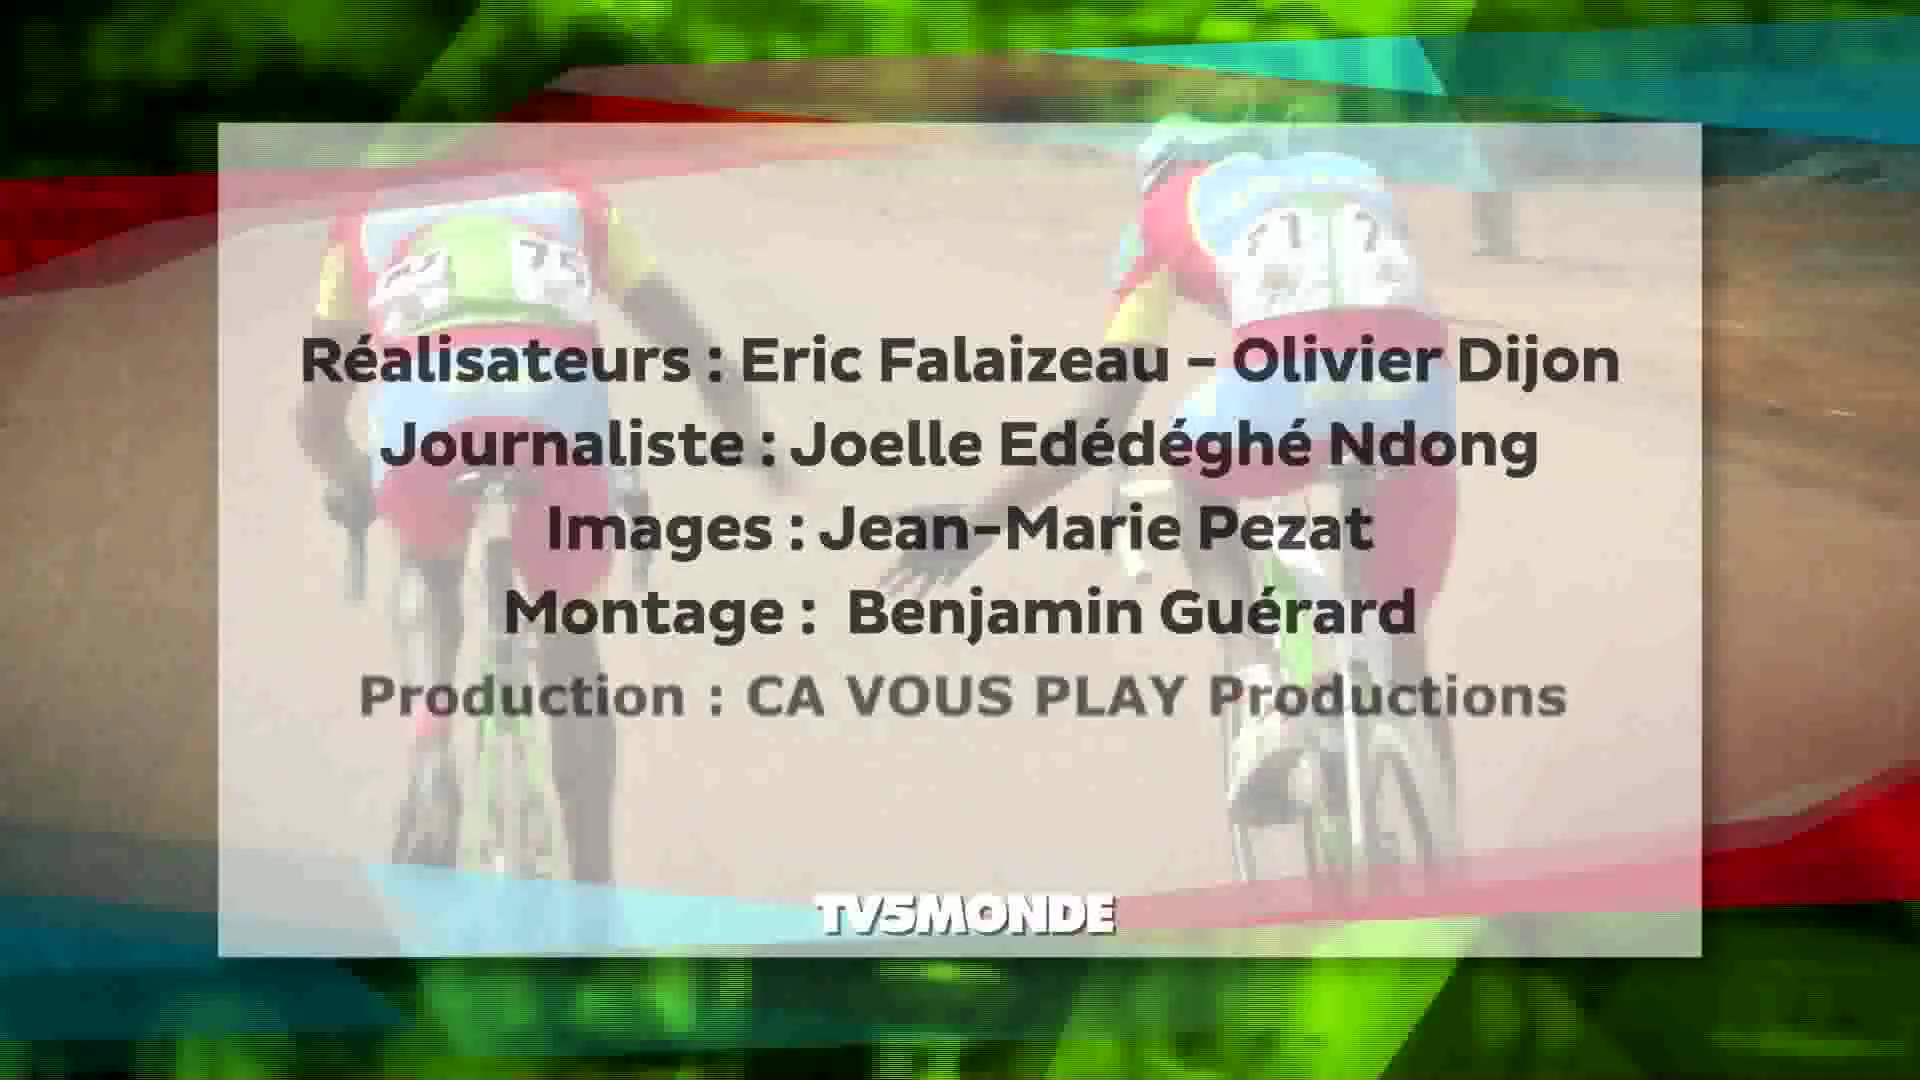 Réalisateurs : Eric Falaizeau - Olivier Dijon
Journaliste : Joelle Edédéghé Ndong
Images : Jean-Marie Pezat
Montage : Benjamin Guérard
Production : CA VOUS PLAY Productions
TV5MONDE